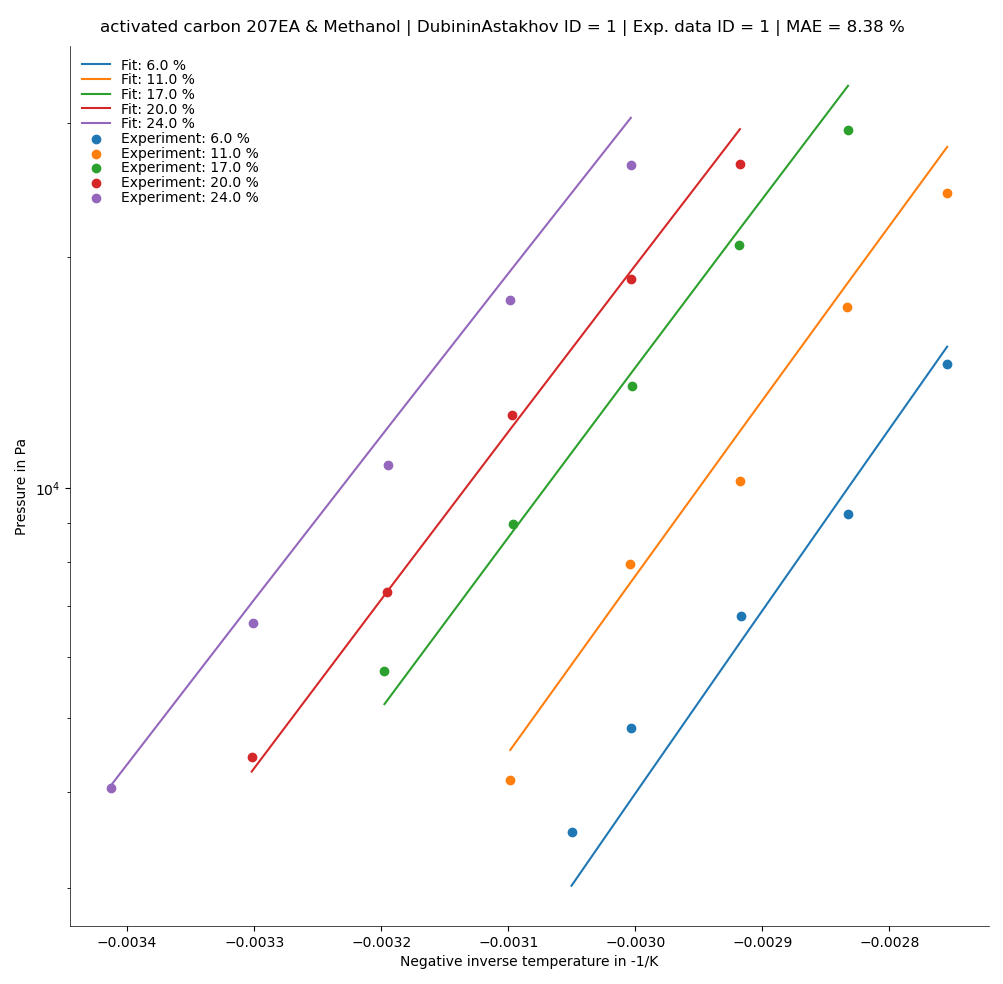 activated carbon 207EA & Methanol | DubininAstakhov ID = 1 | Exp. data ID = 1 | MAE = 8.38 %
Fit: 6.0 %
Fit: 11.0 %
Fit: 17.0 %
Fit: 20.0 %
Fit: 24.0 %
Experiment: 6.0 %
Experiment: 11.0 %
Experiment: 17.0 %
Experiment: 20.0 %
Experiment: 24.0 %
Pressure in Pa
10⁴
−0.0034 −0.0033 −0.0032 −0.0031 −0.0030 −0.0029 −0.0028
Negative inverse temperature in -1/K